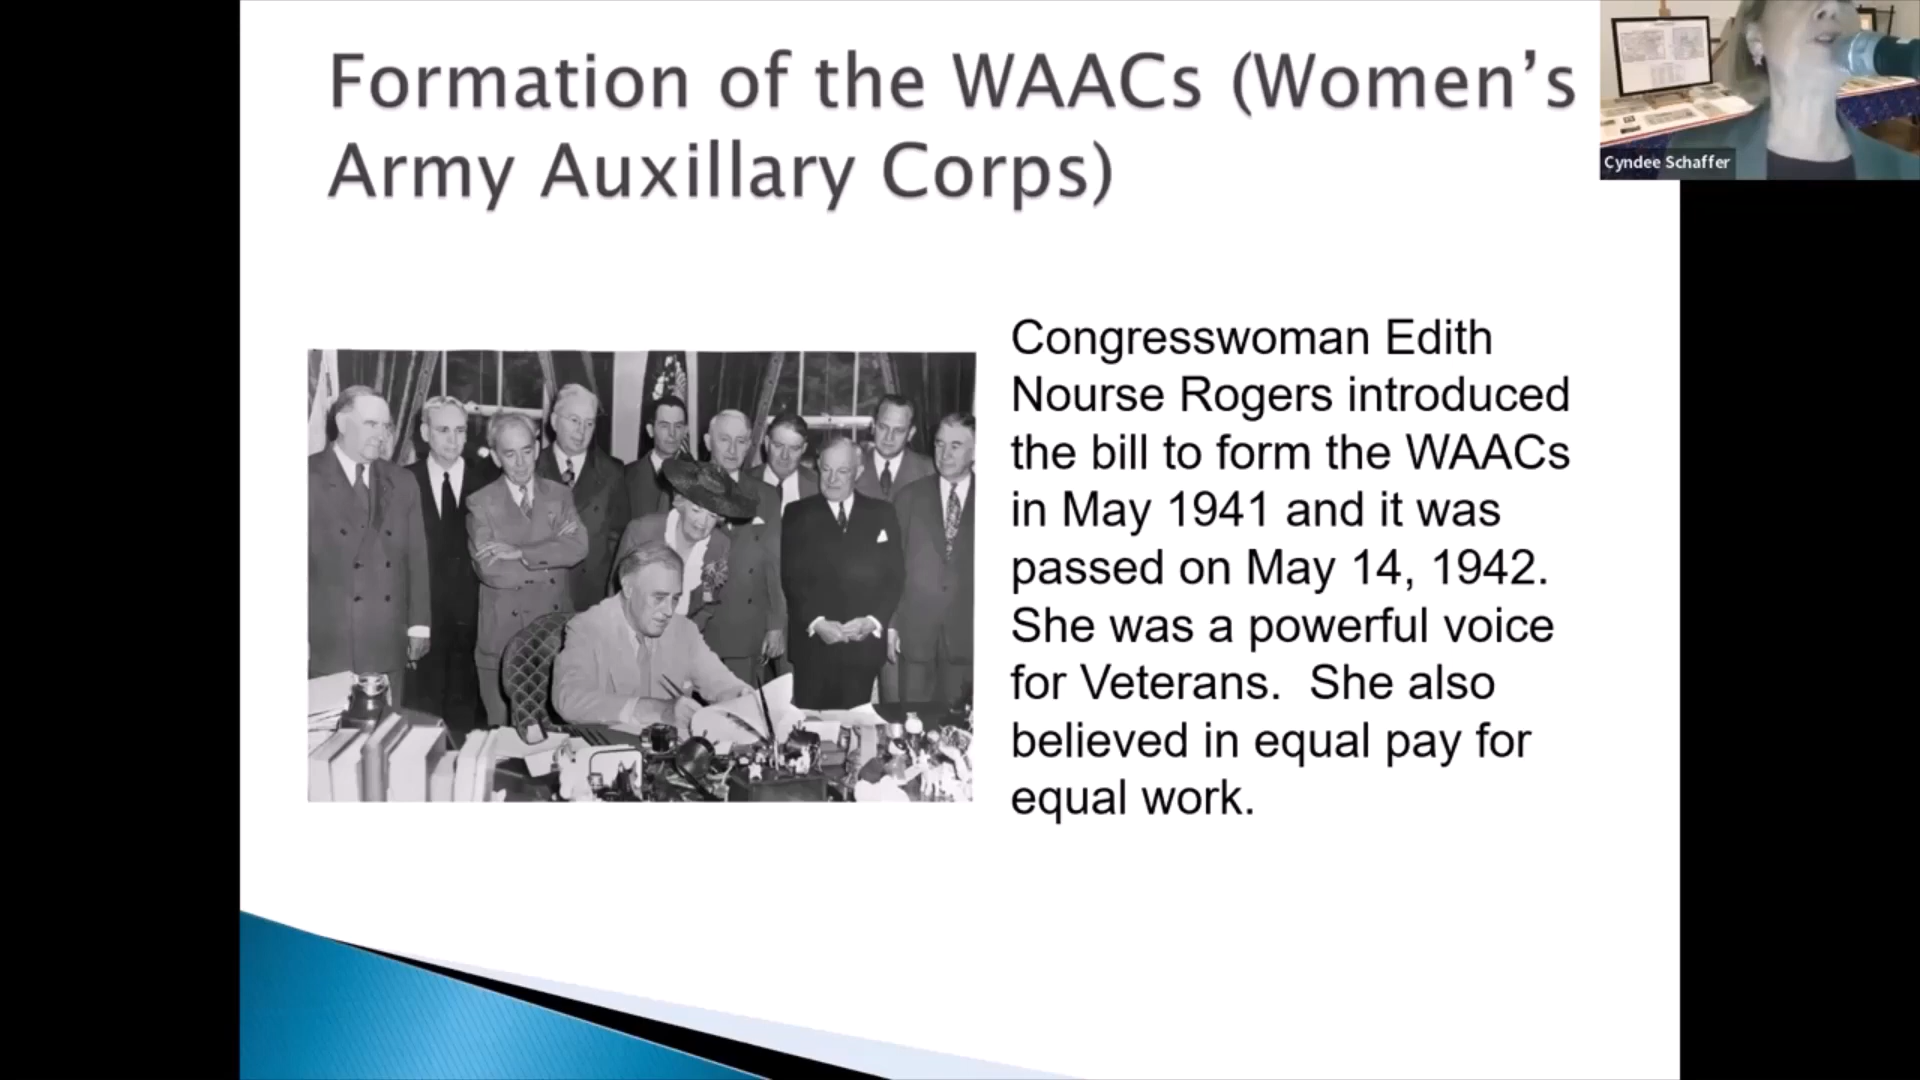 Formation of the WAACs (Women’s
Army Auxillary Corps)
Cyndee Schaffer
Congresswoman Edith
Nourse Rogers introduced
the bill to form the WAACs
in May 1941 and it was
passed on May 14, 1942.
She was a powerful voice
for Veterans.  She also
believed in equal pay for
equal work.